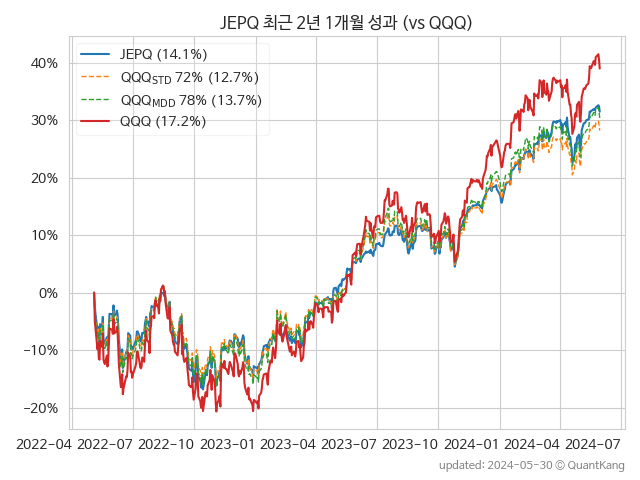 JEPQ 최근 2년 1개월 성과 (vs QQQ)
JEPQ (14.1%)
QQQSTD 72% (12.7%)
QQQMDD 78% (13.7%)
QQQ (17.2%)
40%
30%
20%
10%
0%
−10%
−20%
2022-04 2022-07 2022-10 2023-01 2023-04 2023-07 2023-10 2024-01 2024-04 2024-07
updated: 2024-05-30 © QuantKang